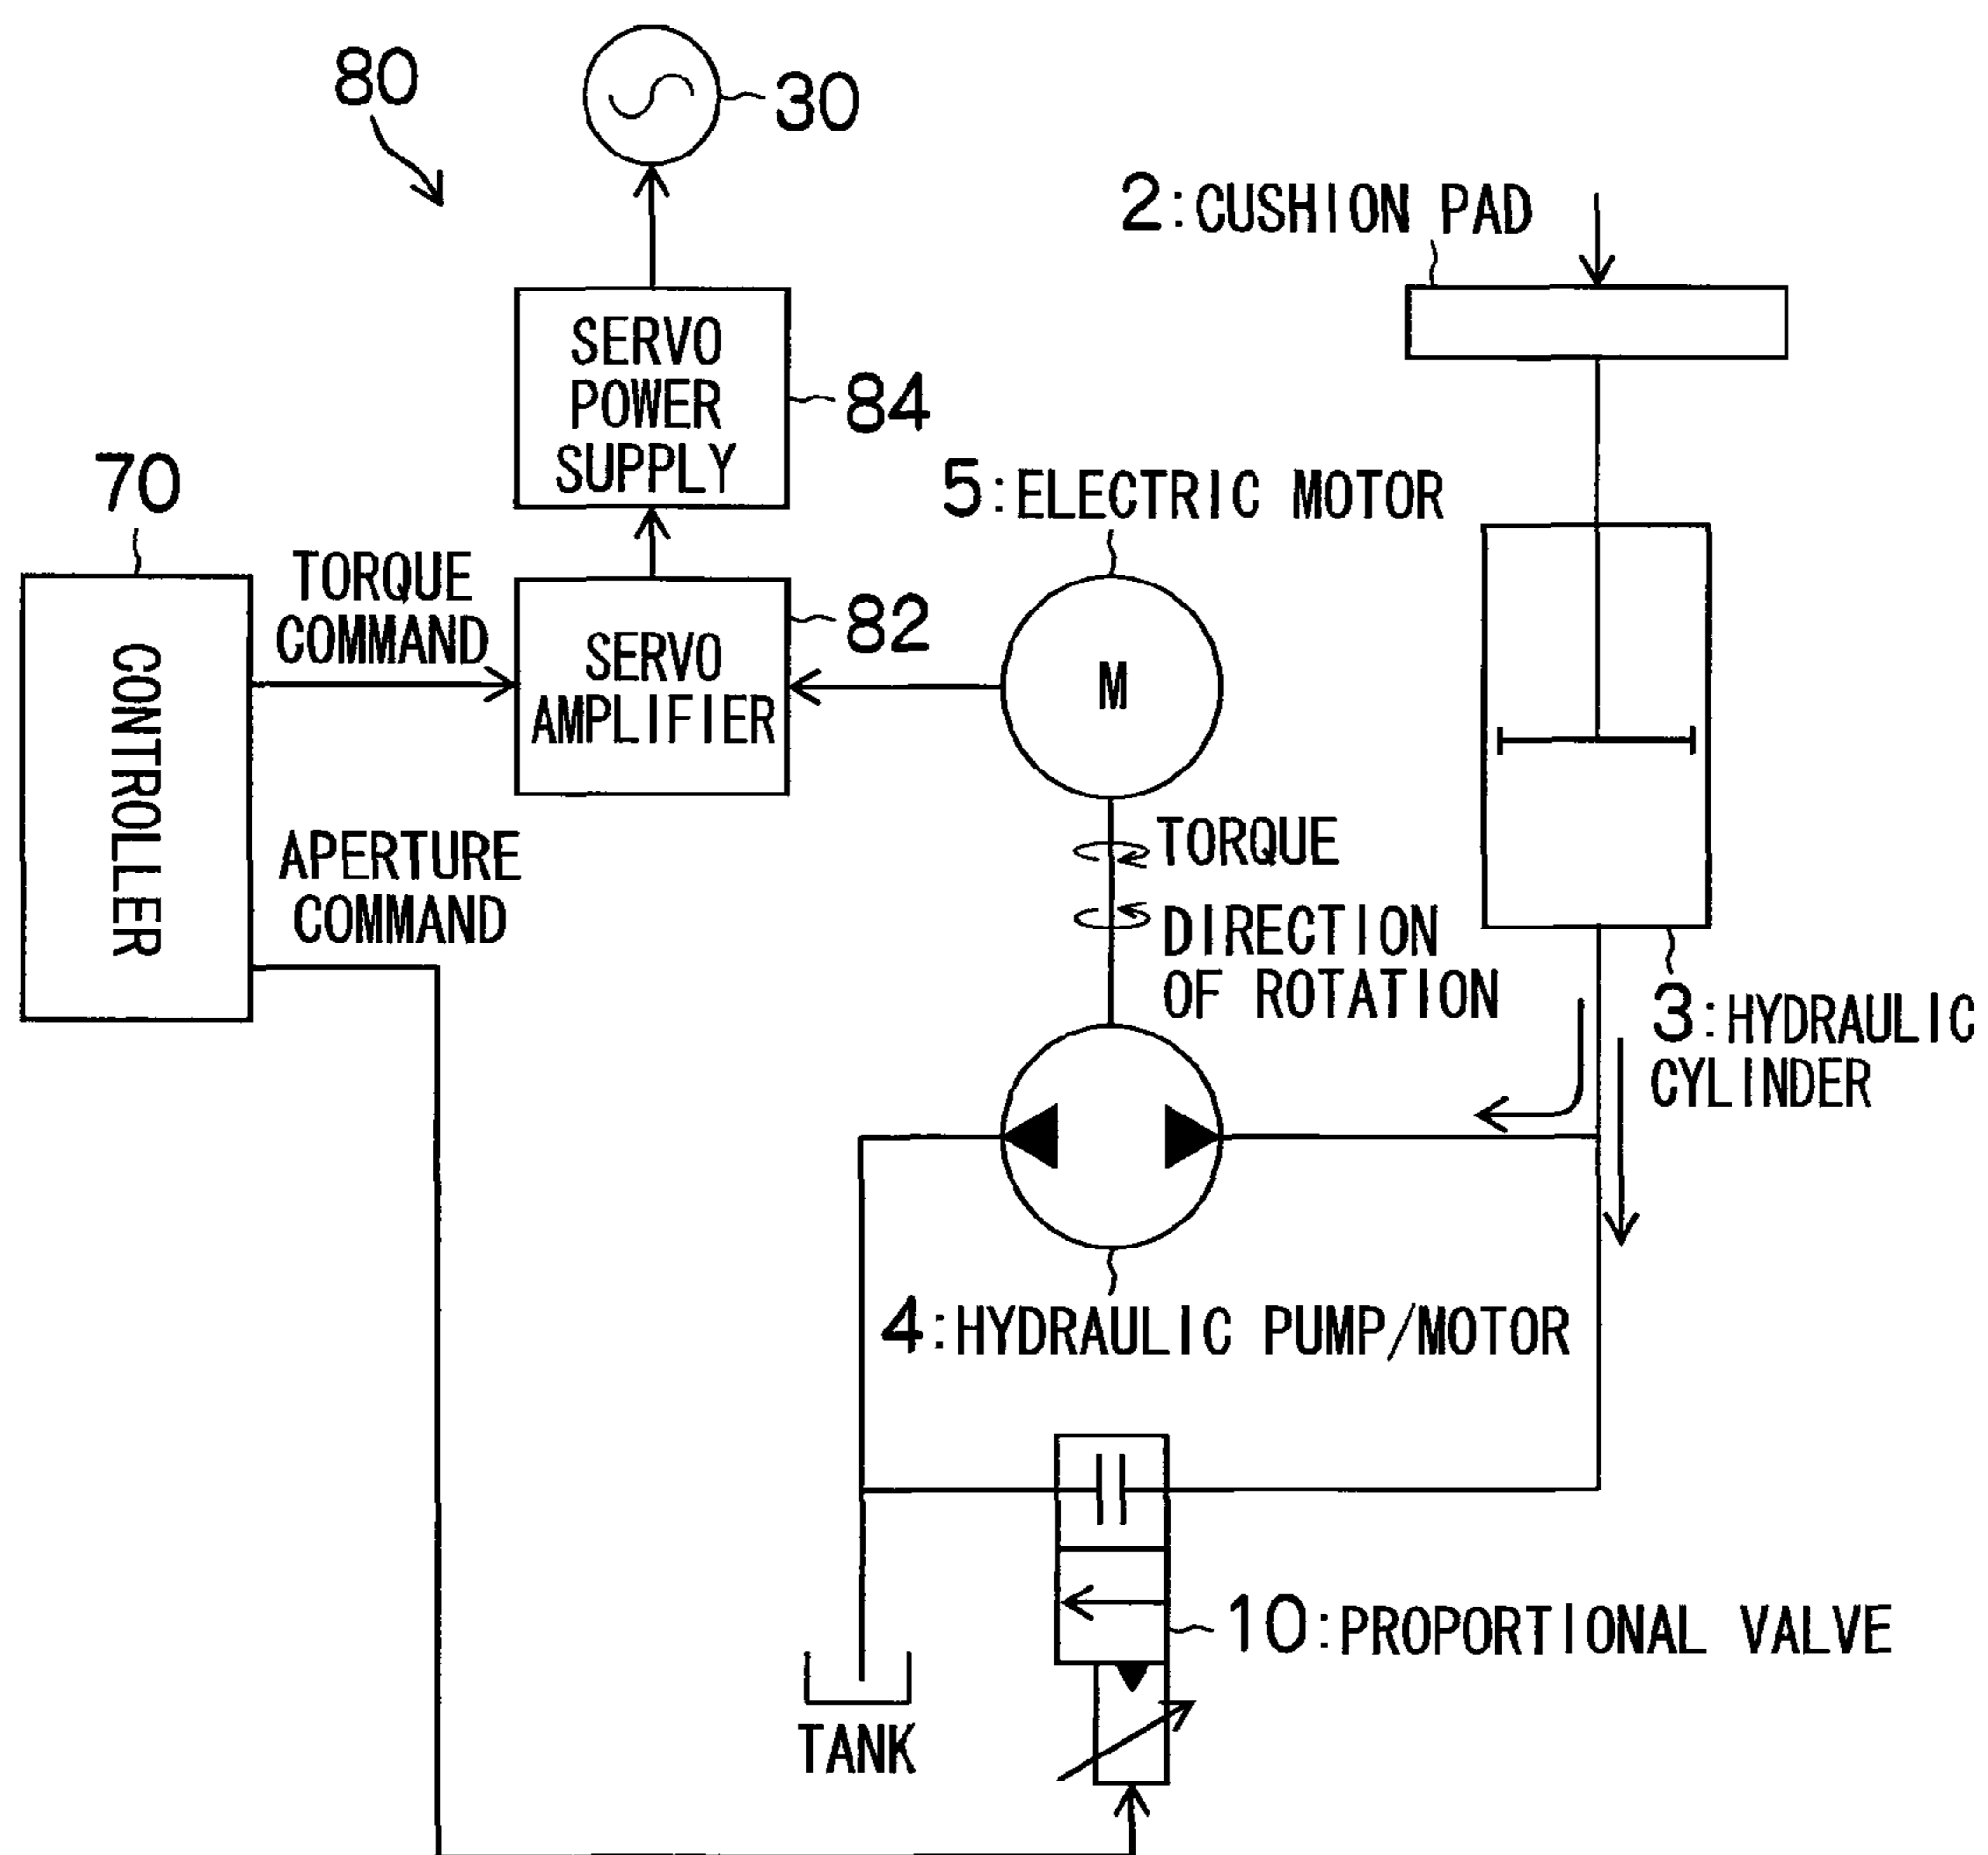 80
30
2:CUSHION PAD
SERVO
POWER
SUPPLY
84
70
5:ELECTRIC MOTOR
TORQUE
COMMAND
82
SERVO
AMPLIFIER
M
CONTROLLER
APERTURE
COMMAND
TORQUE
DIRECTION
OF ROTATION
3:HYDRAULIC
CYLINDER
4:HYDRAULIC PUMP/MOTOR
10:PROPORTIONAL VALVE
TANK